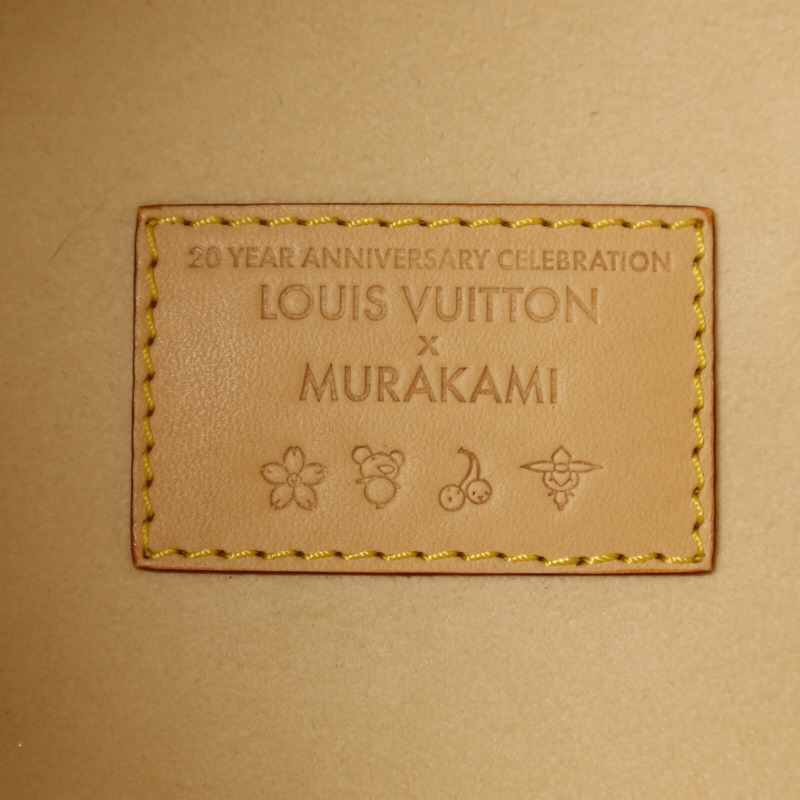 20 YEAR ANNIVERSARY CELEBRATION
LOUIS VUITTON
x
MURAKAMI